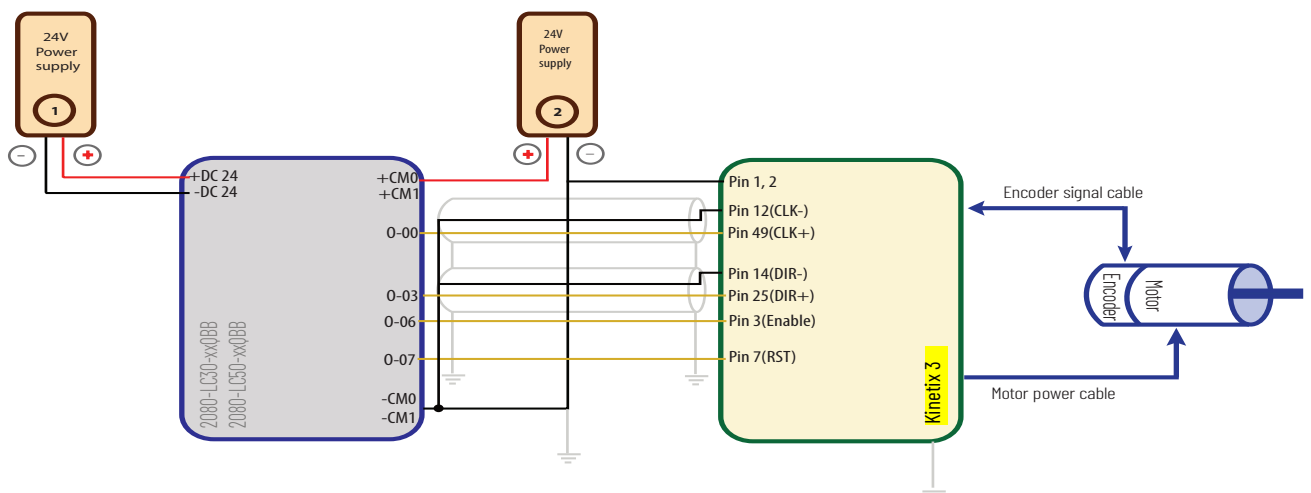 24V
Power
supply
1
24V
Power
supply
2
+DC 24
-DC 24
+CM0
+CM1
O-00
O-03
O-06
O-07
-CM0
-CM1
2080-LC30-xxQBB
2080-LC50-xxQBB
Pin 1, 2
Pin 12(CLK-)
Pin 49(CLK+)
Pin 14(DIR-)
Pin 25(DIR+)
Pin 3(Enable)
Pin 7(RST)
Kinetix 3
Encoder signal cable
Encoder
Motor
Motor power cable